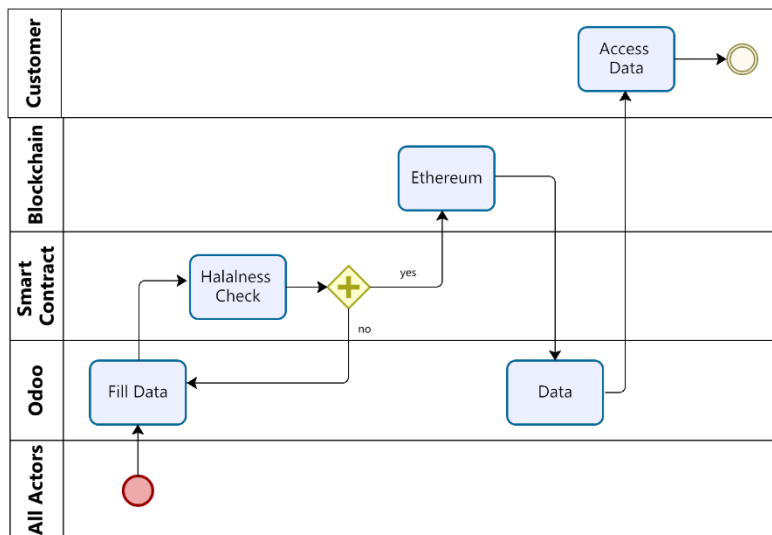 Customer
Access
Data
Blockchain
Ethereum
Smart
Contract
Halalness
Check
yes
no
Odoo
Fill Data
Data
All Actors